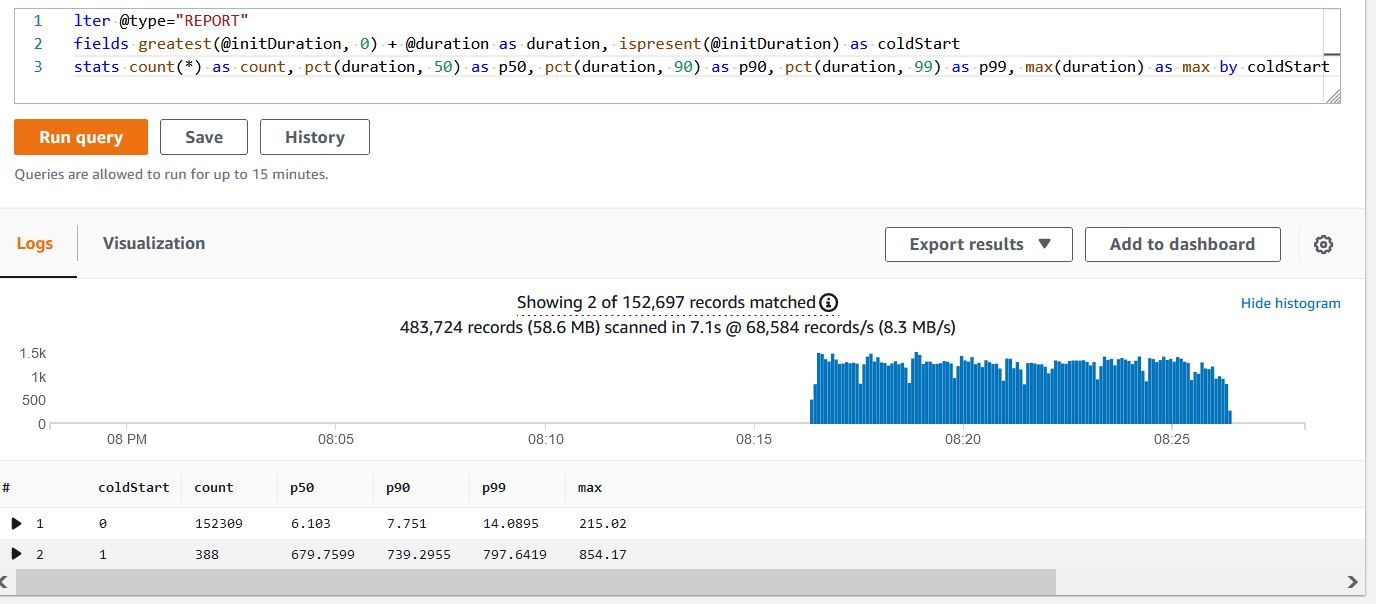 1 lter @type="REPORT"
2 fields greatest(@initDuration, 0) + @duration as duration, ispresent(@initDuration) as coldStart
3 stats count(*) as count, pct(duration, 50) as p50, pct(duration, 90) as p90, pct(duration, 99) as p99, max(duration) as max by coldStart
Run query Save History
Queries are allowed to run for up to 15 minutes.
Logs Visualization Export results Add to dashboard
Showing 2 of 152,697 records matched
Hide histogram
483,724 records (58.6 MB) scanned in 7.1s @ 68,584 records/s (8.3 MB/s)
1.5k
1k
500
0
08 PM 08:05 08:10 08:15 08:20 08:25
# coldStart count p50 p90 p99 max
1 0 152309 6.103 7.751 14.0895 215.02
2 1 388 679.7599 739.2955 797.6419 854.17